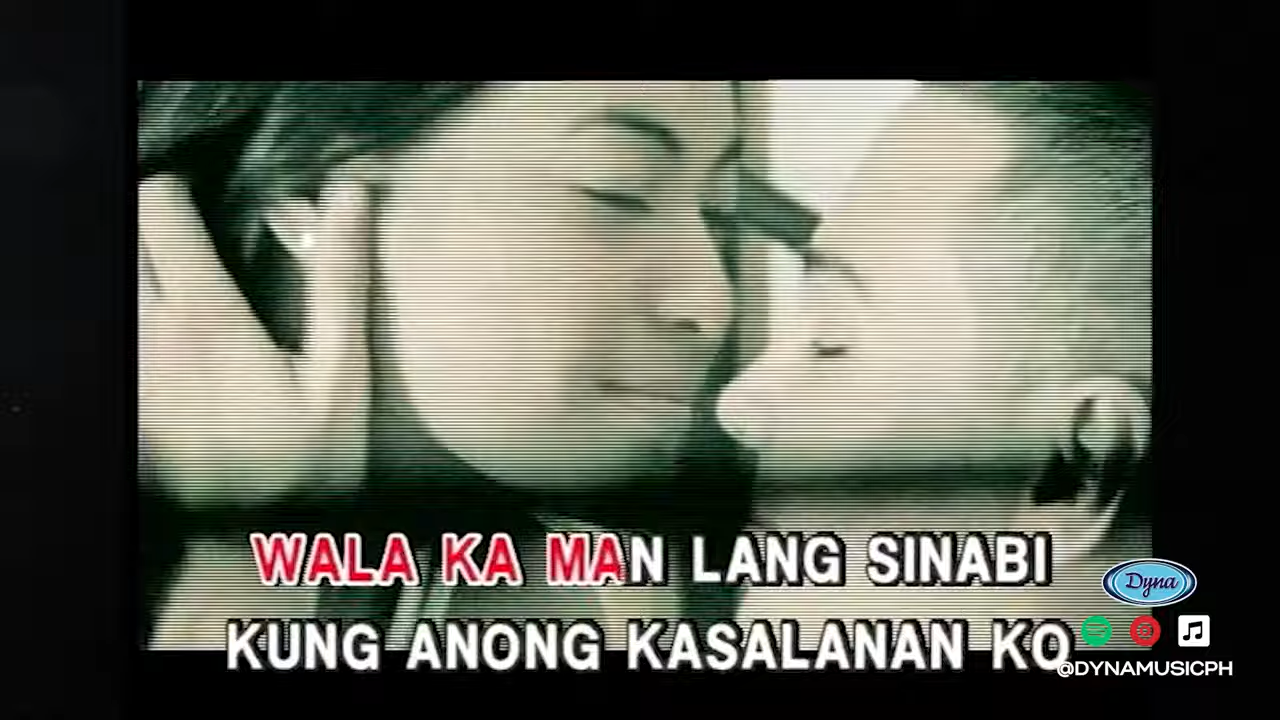 WALA KA MAN LANG SINABI
KUNG ANONG KASALANAN KO
Dyna
@DYNAMUSICPH